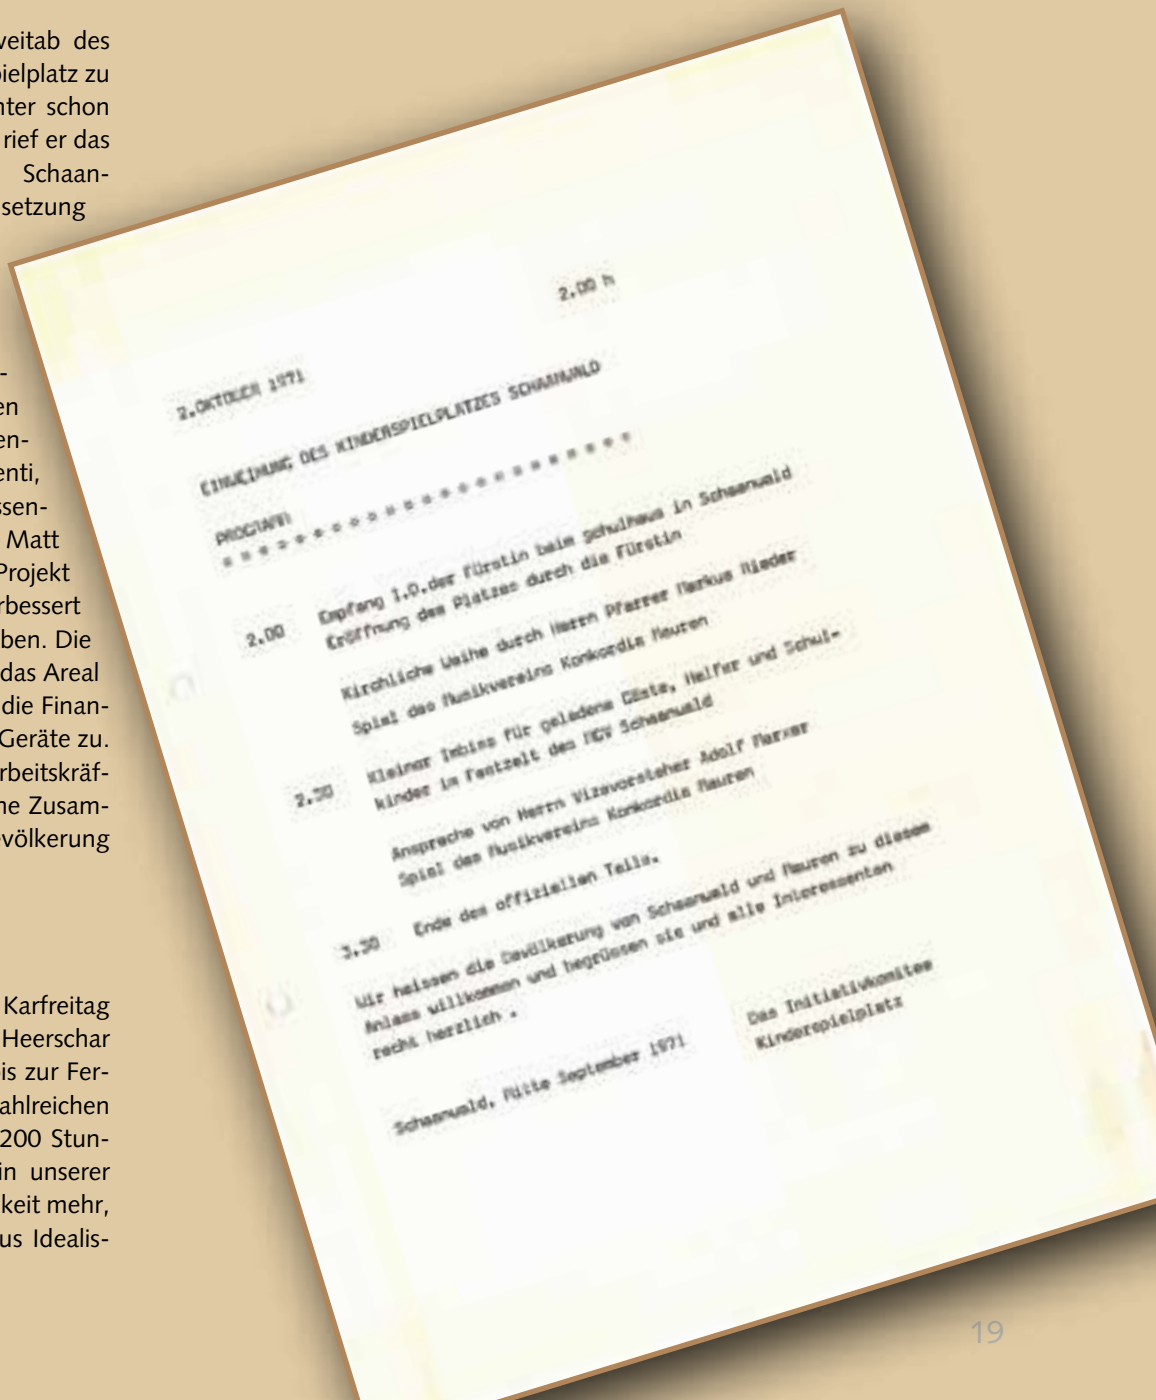 veitab des
ielplatz zu
nter schon
rief er das
Schaan-
setzung
-
en
en-
enti,
ssen-
Matt
Projekt
rbessert
ben. Die
das Areal
die Finan-
Geräte zu.
rbeitskräf-
ne Zusam-
evölkerung
Karfreitag
Heerschar
is zur Fer-
ahlreichen
200 Stun-
in unserer
keit mehr,
us Idealis-
2.00 h
2.OKTOBER 1971
EINWEIHUNG DES KINDERSPIELPLATZES SCHAANWALD
PROGRAMM
= = = = = = = = = = = = = = = = = = = = =
2.00 Empfang I.D.der Fürstin beim Schulhaus in Schaanwald
Eröffnung des Platzes durch die Fürstin
Kirchliche Weihe durch Herrn Pfarrer Markus Rieder
Spiel des Musikvereins Konkordia Mauren
2.30 Kleiner Imbiss für geladene Gäste, Helfer und Schul-
kinder im Festzelt des MGV Schaanwald
Ansprache von Herrn Vizevorsteher Adolf Marxer
Spiel des Musikvereins Konkordia Mauren
3.30 Ende des offiziellen Teils.
Wir heissen die Bevölkerung von Schaanwald und Mauren zu diesem
Anlass willkommen und begrüssen sie und alle Interessenten
recht herzlich .
Das Initiativkomitee
Kinderspielplatz
Schaanwald, Mitte September 1971
19